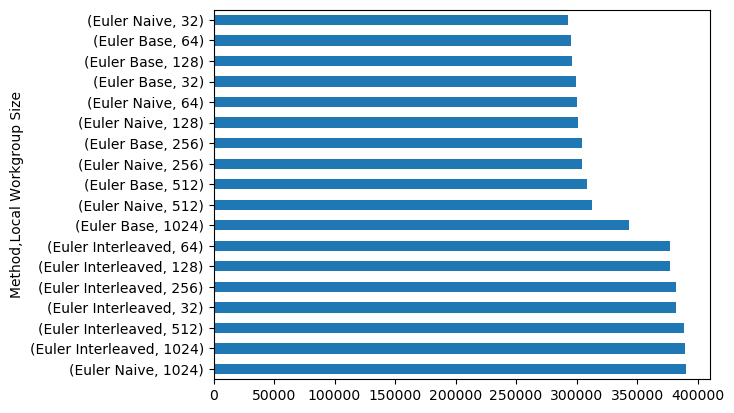 Method,Local Workgroup Size
(Euler Naive, 32)
(Euler Base, 64)
(Euler Base, 128)
(Euler Base, 32)
(Euler Naive, 64)
(Euler Naive, 128)
(Euler Base, 256)
(Euler Naive, 256)
(Euler Base, 512)
(Euler Naive, 512)
(Euler Base, 1024)
(Euler Interleaved, 64)
(Euler Interleaved, 128)
(Euler Interleaved, 256)
(Euler Interleaved, 32)
(Euler Interleaved, 512)
(Euler Interleaved, 1024)
(Euler Naive, 1024)
0 50000 100000 150000 200000 250000 300000 350000 400000